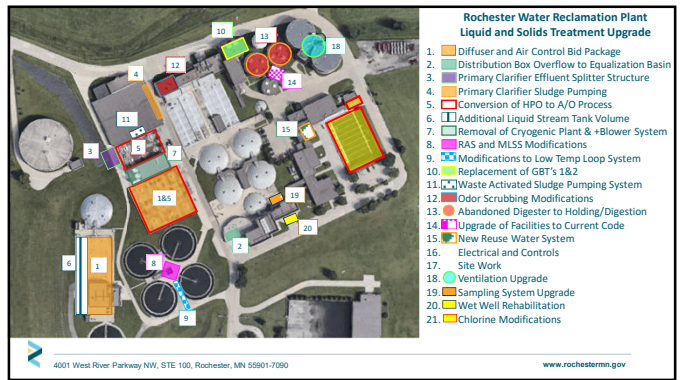 Rochester Water Reclamation Plant
Liquid and Solids Treatment Upgrade
1. Diffuser and Air Control Bid Package
2. Distribution Box Overflow to Equalization Basin
3. Primary Clarifier Effluent Splitter Structure
4. Primary Clarifier Sludge Pumping
5. Conversion of HPO to A/O Process
6. Additional Liquid Stream Tank Volume
7. Removal of Cryogenic Plant & +Blower System
8. RAS and MLSS Modifications
9. Modifications to Low Temp Loop System
10. Replacement of GBT's 1&2
11. Waste Activated Sludge Pumping System
12. Odor Scrubbing Modifications
13. Abandoned Digester to Holding/Digestion
14. Upgrade of Facilities to Current Code
15. New Reuse Water System
16. Electrical and Controls
17. Site Work
18. Ventilation Upgrade
19. Sampling System Upgrade
20. Wet Well Rehabilitation
21. Chlorine Modifications
10
13
18
12
14
4
11
15
5
3
7
1&5
19
20
2
6
1
8
9
4001 West River Parkway NW, STE 100, Rochester, MN 55901-7090
www.rochestermn.gov